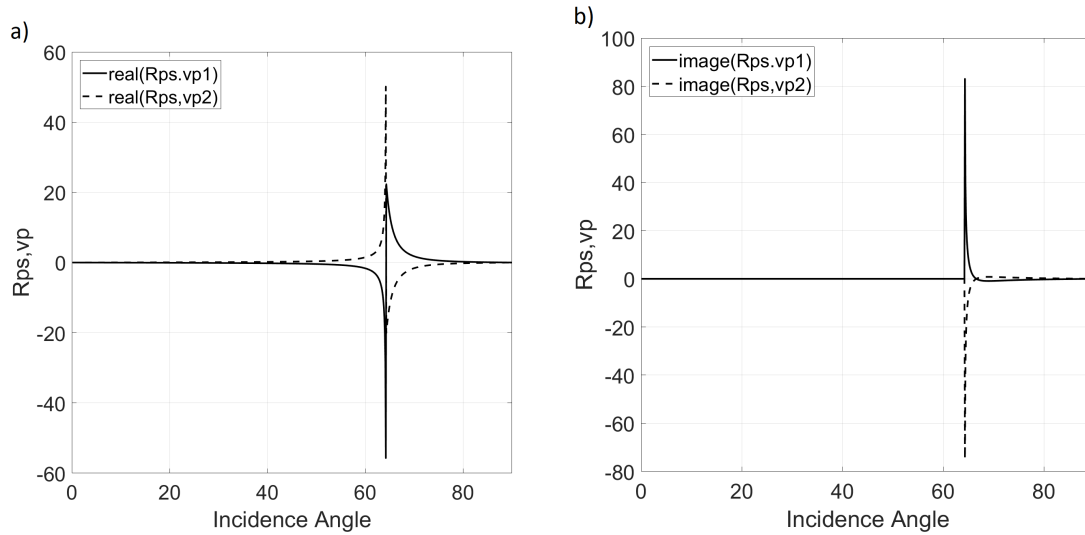 a)
real(Rps.vp1)
real(Rps,vp2)
60
40
20
0
-20
-40
-60
Rps,vp
0 20 40 60 80
Incidence Angle
b)
image(Rps.vp1)
image(Rps,vp2)
100
80
60
40
20
0
-20
-40
-60
-80
Rps,vp
0 20 40 60 80
Incidence Angle